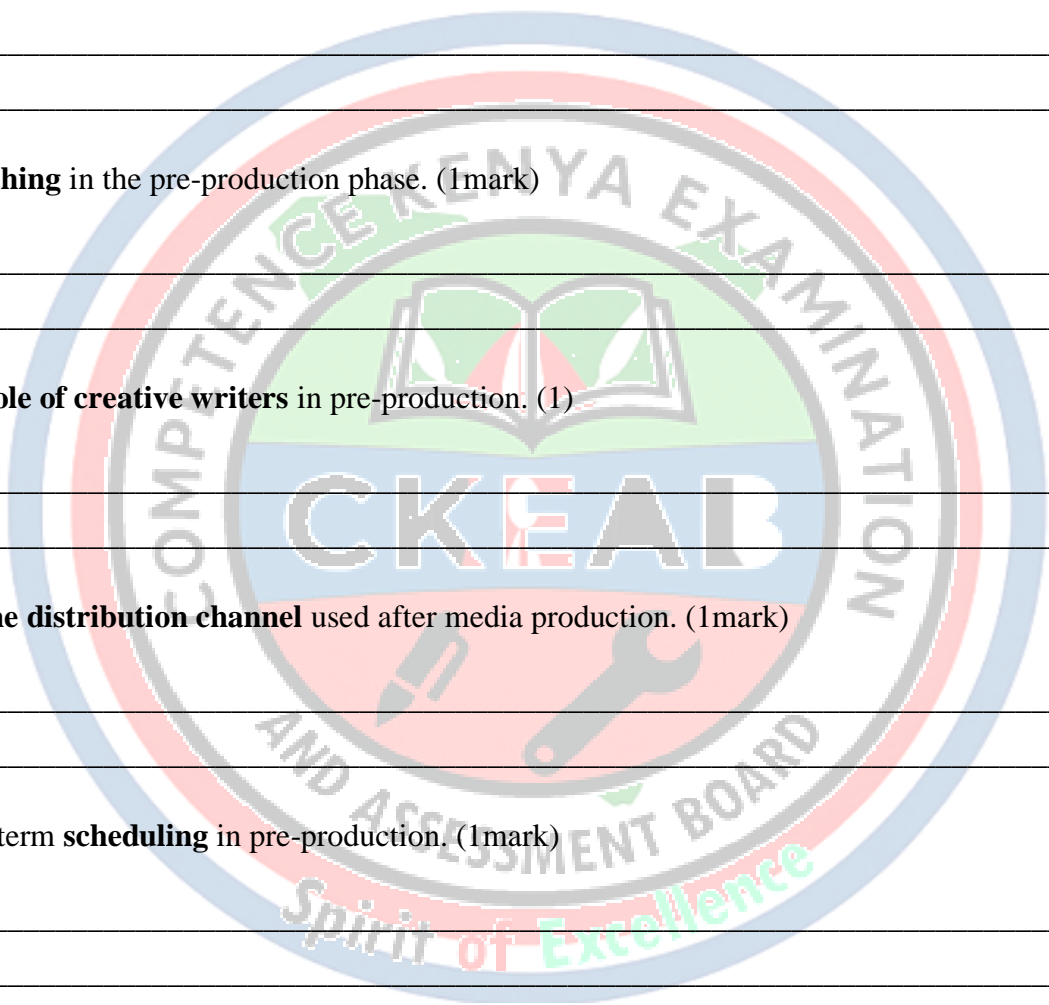 hing in the pre-production phase. (1mark)
ole of creative writers in pre-production. (1)
ne distribution channel used after media production. (1mark)
term scheduling in pre-production. (1mark)
COMPETENCE KENYA EXAMINATION
CKEAB
AND ASSESSMENT BOARD
Spirit of Excellence